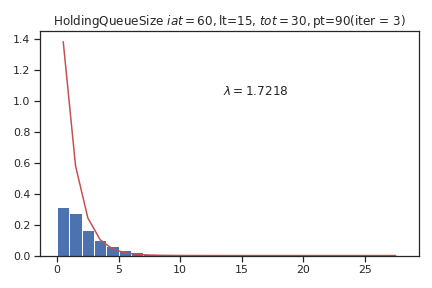 HoldingQueueSize iat = 60, lt=15, tot = 30, pt=90(iter = 3)
1.4
1.2
1.0
0.8
0.6
0.4
0.2
0.0
λ = 1.7218
0 5 10 15 20 25